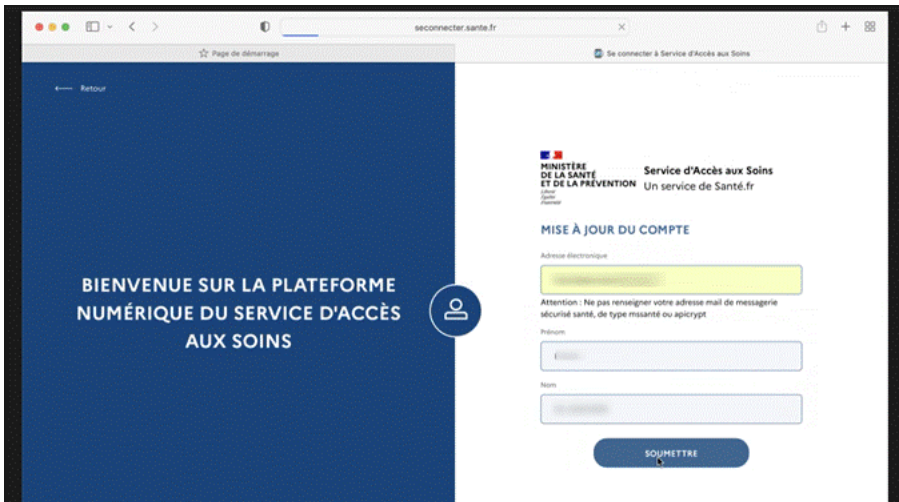 seconnecter.sante.fr
Page de démarrage
Se connecter à Service d'Accès aux Soins
Retour
BIENVENUE SUR LA PLATEFORME
NUMÉRIQUE DU SERVICE D'ACCÈS
AUX SOINS
MINISTÈRE
DE LA SANTÉ
ET DE LA PRÉVENTION
Liberté
Égalité
Fraternité
Service d'Accès aux Soins
Un service de Santé.fr
MISE À JOUR DU COMPTE
Adresse électronique
Attention : Ne pas renseigner votre adresse mail de messagerie
sécurisé santé, de type mssanté ou apicrypt
Prénom
Nom
SOUMETTRE